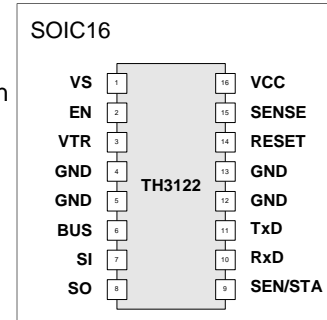 SOIC16
n
VS 1 16 VCC
EN 2 15 SENSE
VTR 3 14 RESET
GND 4 13 GND
TH3122
GND 5 12 GND
BUS 6 11 TxD
SI 7 10 RxD
SO 8 9 SEN/STA